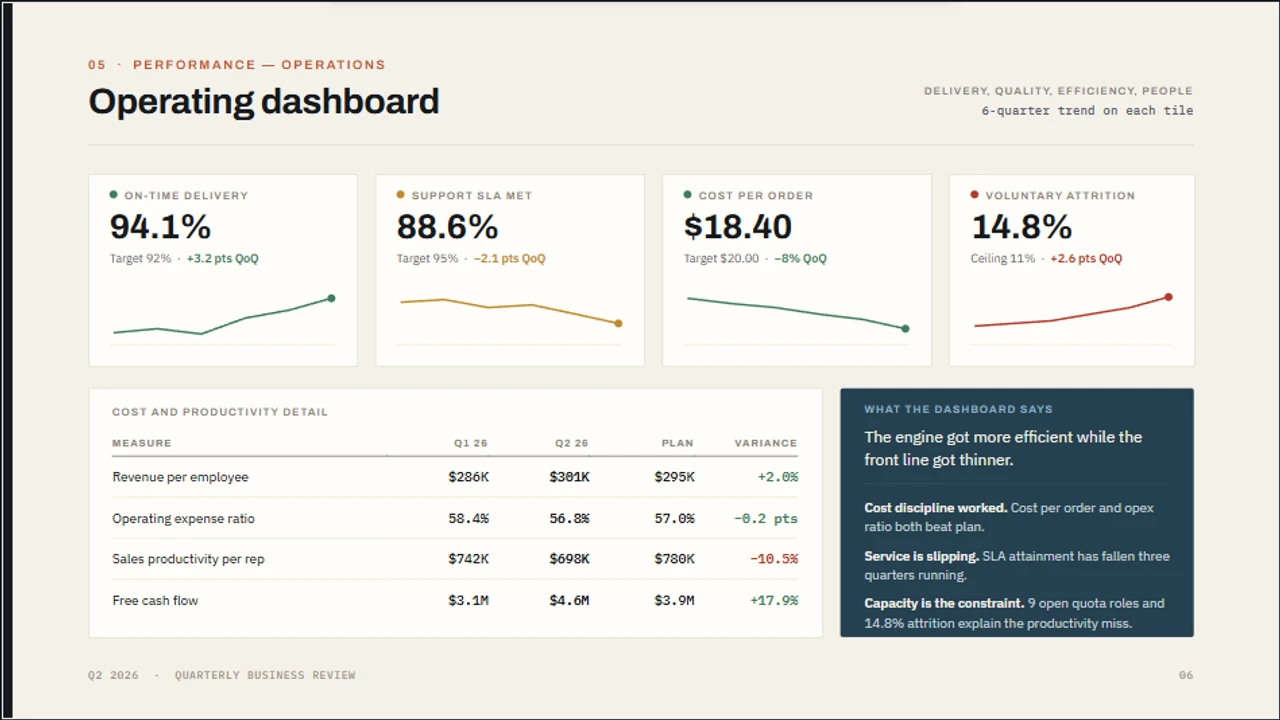 05 · PERFORMANCE — OPERATIONS
Operating dashboard
DELIVERY, QUALITY, EFFICIENCY, PEOPLE
6-quarter trend on each tile
ON-TIME DELIVERY
94.1%
Target 92% · +3.2 pts QoQ
SUPPORT SLA MET
88.6%
Target 95% · −2.1 pts QoQ
COST PER ORDER
$18.40
Target $20.00 · −8% QoQ
VOLUNTARY ATTRITION
14.8%
Ceiling 11% · +2.6 pts QoQ
COST AND PRODUCTIVITY DETAIL
MEASURE Q1 26 Q2 26 PLAN VARIANCE
Revenue per employee $286K $301K $295K +2.0%
Operating expense ratio 58.4% 56.8% 57.0% −0.2 pts
Sales productivity per rep $742K $698K $780K −10.5%
Free cash flow $3.1M $4.6M $3.9M +17.9%
WHAT THE DASHBOARD SAYS
The engine got more efficient while the
front line got thinner.
Cost discipline worked. Cost per order and opex
ratio both beat plan.
Service is slipping. SLA attainment has fallen three
quarters running.
Capacity is the constraint. 9 open quota roles and
14.8% attrition explain the productivity miss.
Q2 2026 · QUARTERLY BUSINESS REVIEW
06